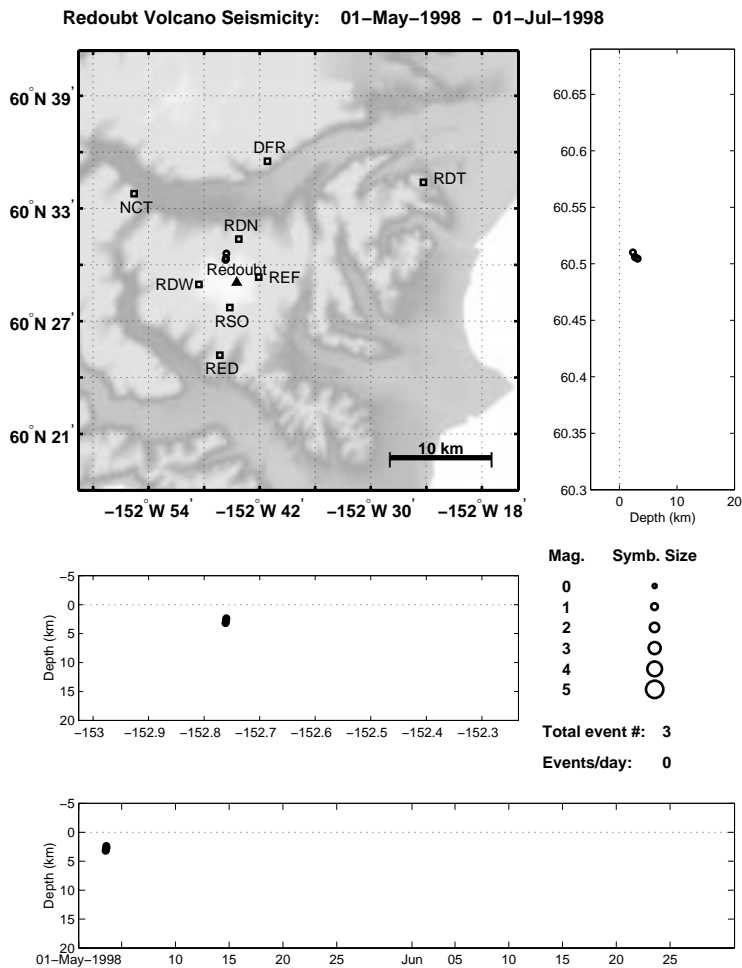 Redoubt Volcano Seismicity: 01−May−1998 − 01−Jul−1998
60°N 39'
60°N 33'
60°N 27'
60°N 21'
DFR
RDT
NCT
RDN
Redoubt
REF
RDW
RSO
RED
10 km
−152°W 54' −152°W 42' −152°W 30' −152°W 18'
60.65
60.6
60.55
60.5
60.45
60.4
60.35
60.3
0 10 20
Depth (km)
−5
0
5
10
15
20
Depth (km)
−153 −152.9 −152.8 −152.7 −152.6 −152.5 −152.4 −152.3
Mag. Symb. Size
0
1
2
3
4
5
Total event #: 3
Events/day: 0
−5
0
5
10
15
20
Depth (km)
01−May−1998 10 15 20 25 Jun 05 10 15 20 25